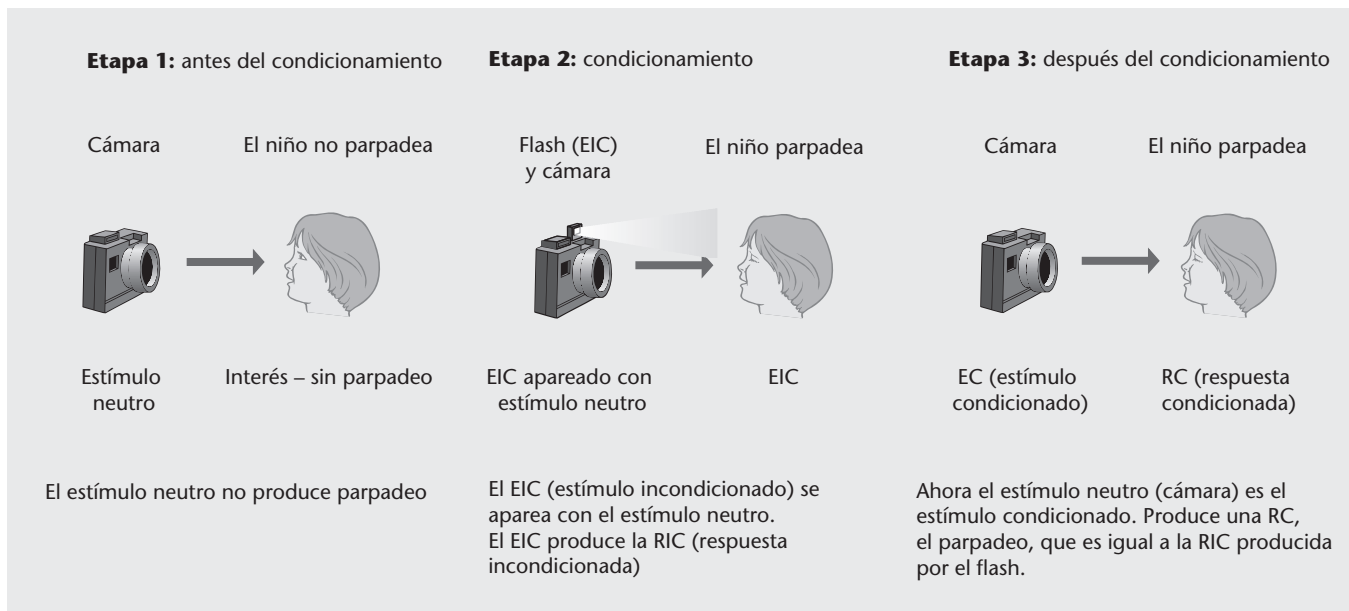 Etapa 1: antes del condicionamiento
Cámara
El niño no parpadea
Estímulo
neutro
Interés – sin parpadeo
El estímulo neutro no produce parpadeo
Etapa 2: condicionamiento
Flash (EIC)
y cámara
El niño parpadea
EIC apareado con
estímulo neutro
EIC
El EIC (estímulo incondicionado) se
aparea con el estímulo neutro.
El EIC produce la RIC (respuesta
incondicionada)
Etapa 3: después del condicionamiento
Cámara
El niño parpadea
EC (estímulo
condicionado)
RC (respuesta
condicionada)
Ahora el estímulo neutro (cámara) es el
estímulo condicionado. Produce una RC,
el parpadeo, que es igual a la RIC producida
por el flash.